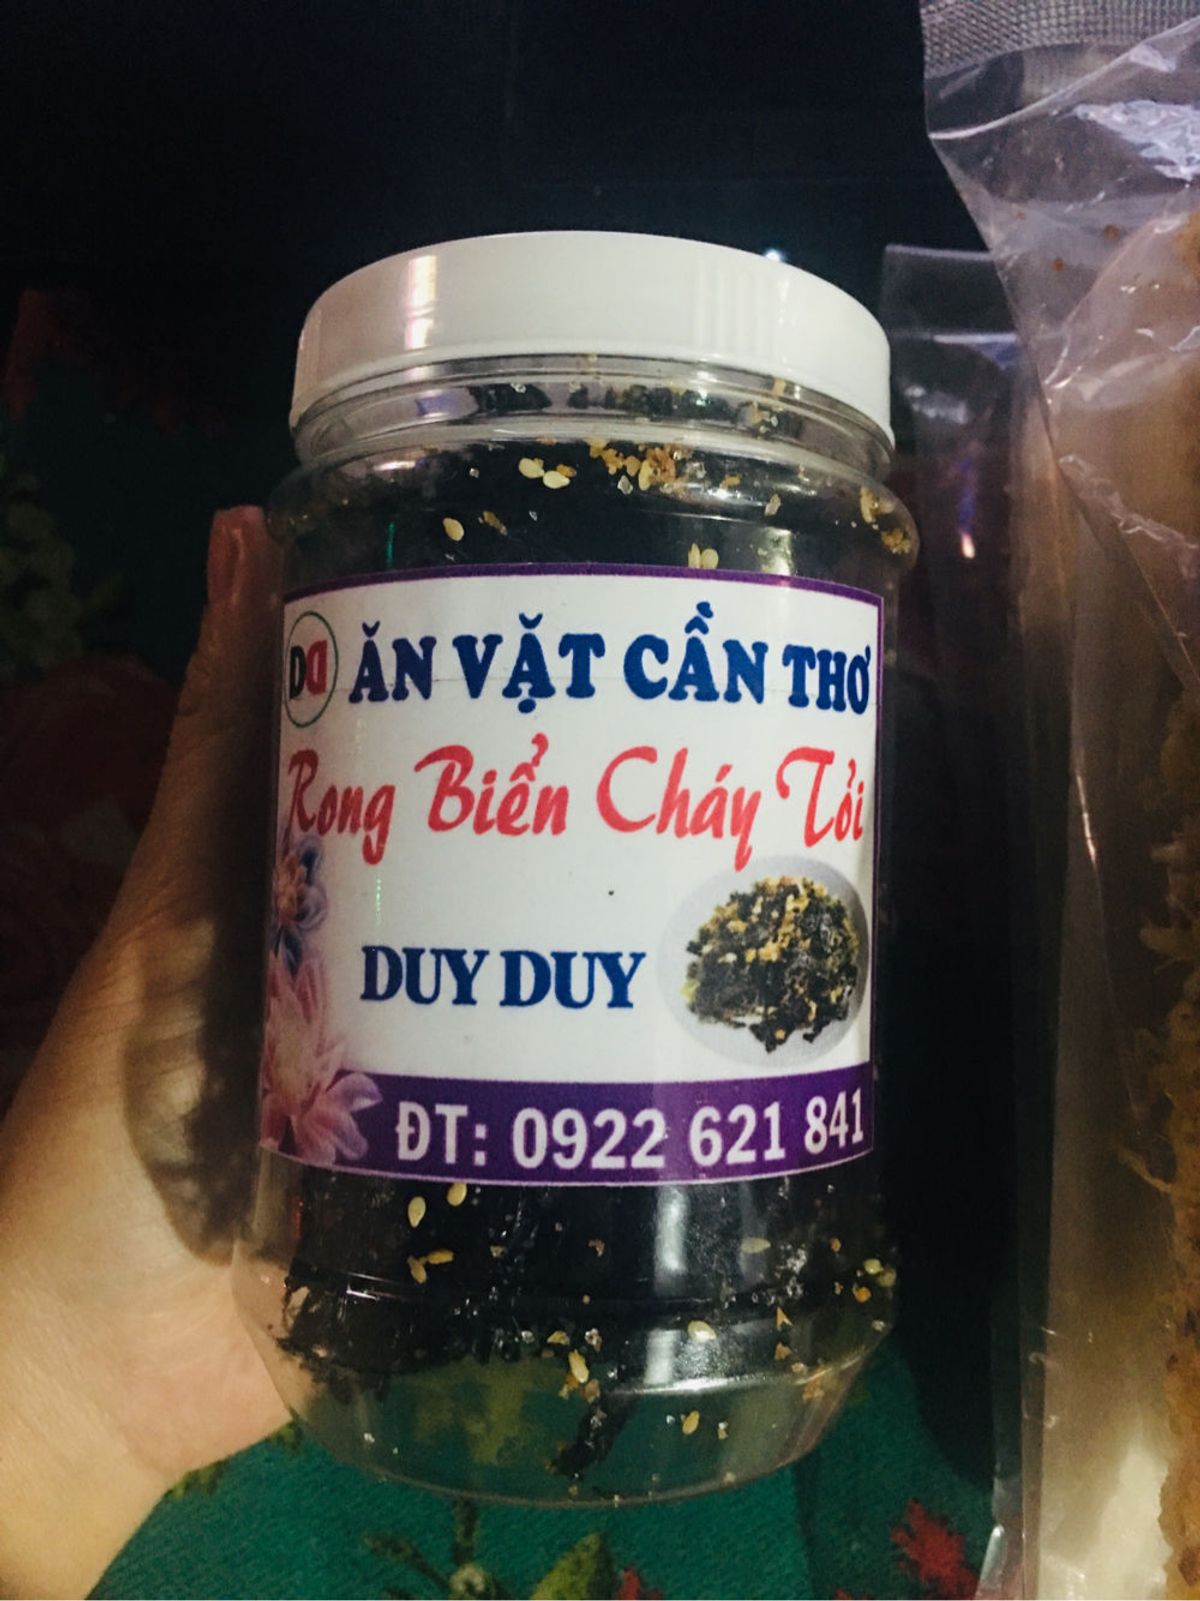 DD ĂN VẶT CẦN THƠ
Rong Biển Cháy Tỏi
DUY DUY
ĐT: 0922 621 841